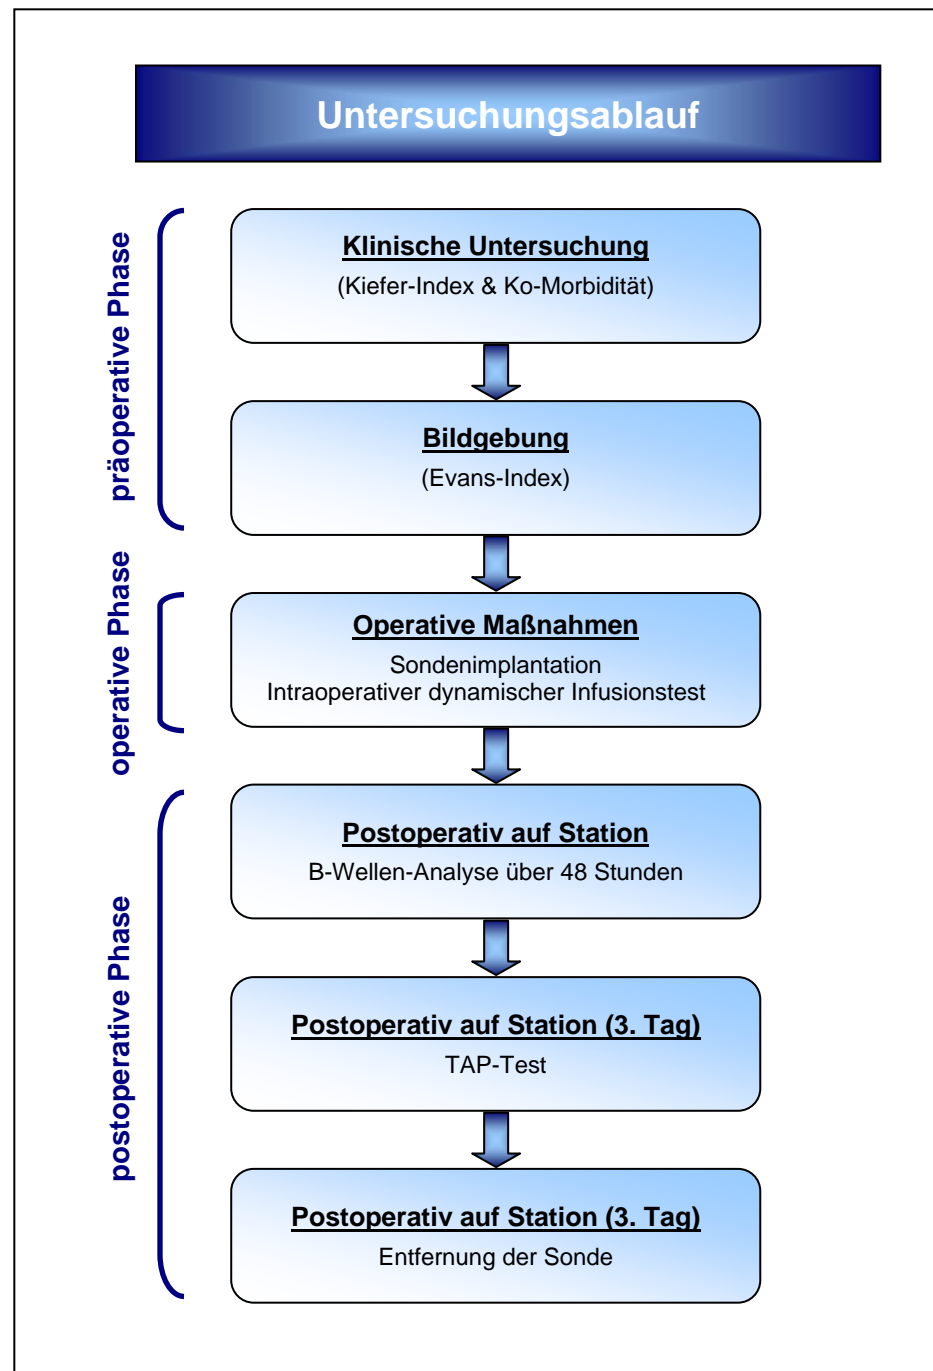 Untersuchungsablauf
präoperative Phase
Klinische Untersuchung
(Kiefer-Index & Ko-Morbidität)
Bildgebung
(Evans-Index)
operative Phase
Operative Maßnahmen
Sondenimplantation
Intraoperativer dynamischer Infusionstest
postoperative Phase
Postoperativ auf Station
B-Wellen-Analyse über 48 Stunden
Postoperativ auf Station (3. Tag)
TAP-Test
Postoperativ auf Station (3. Tag)
Entfernung der Sonde